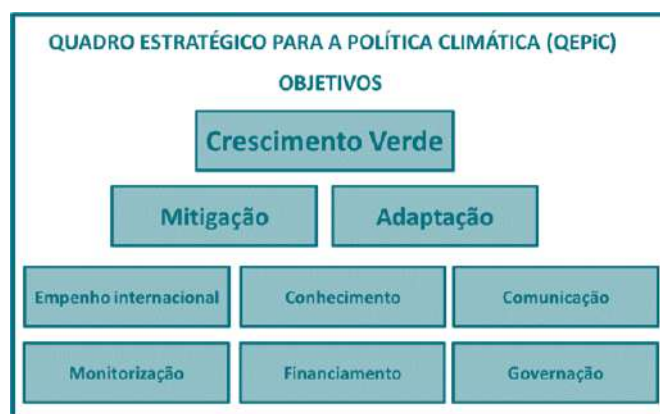 QUADRO ESTRATÉGICO PARA A POLÍTICA CLIMÁTICA (QEPiC)
OBJETIVOS
Crescimento Verde
Mitigação
Adaptação
Empenho internacional
Conhecimento
Comunicação
Monitorização
Financiamento
Governação